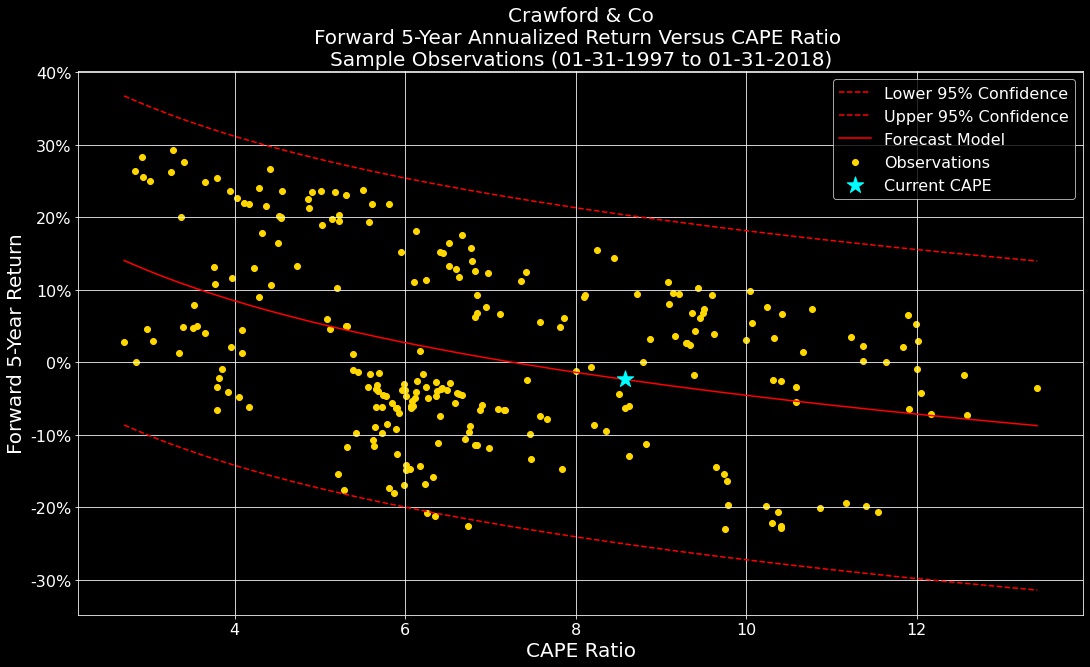 Crawford & Co
Forward 5-Year Annualized Return Versus CAPE Ratio
Sample Observations (01-31-1997 to 01-31-2018)
Lower 95% Confidence
Upper 95% Confidence
Forecast Model
Observations
Current CAPE
Forward 5-Year Return
40%
30%
20%
10%
0%
-10%
-20%
-30%
4 6 8 10 12
CAPE Ratio